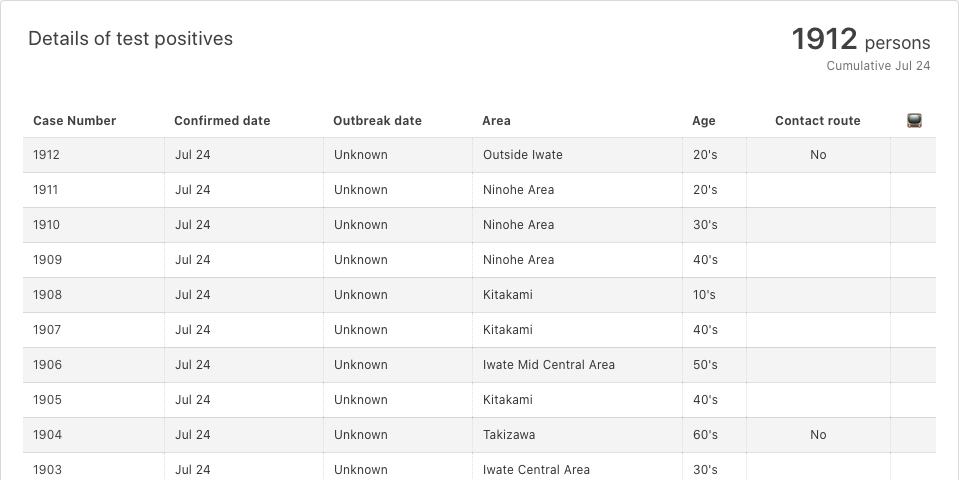 Details of test positives
1912 persons
Cumulative Jul 24
Case Number Confirmed date Outbreak date Area Age Contact route
1912 Jul 24 Unknown Outside Iwate 20's No
1911 Jul 24 Unknown Ninohe Area 20's
1910 Jul 24 Unknown Ninohe Area 30's
1909 Jul 24 Unknown Ninohe Area 40's
1908 Jul 24 Unknown Kitakami 10's
1907 Jul 24 Unknown Kitakami 40's
1906 Jul 24 Unknown Iwate Mid Central Area 50's
1905 Jul 24 Unknown Kitakami 40's
1904 Jul 24 Unknown Takizawa 60's No
1903 Jul 24 Unknown Iwate Central Area 30's